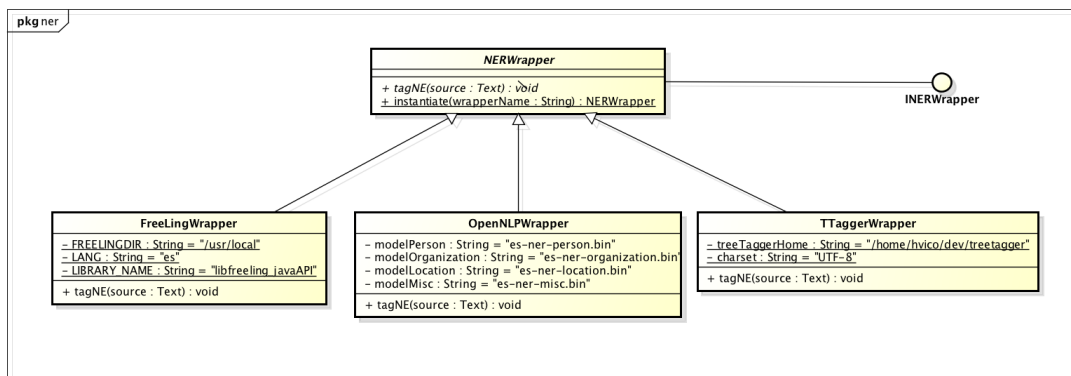 pkg ner
NERWrapper
+ tagNE(source : Text) : void
+ instantiate(wrapperName : String) : NERWrapper
INERWrapper
FreeLingWrapper
- FREELINGDIR : String = "/usr/local"
- LANG : String = "es"
- LIBRARY_NAME : String = "libfreeling_javaAPI"
+ tagNE(source : Text) : void
OpenNLPWrapper
- modelPerson : String = "es-ner-person.bin"
- modelOrganization : String = "es-ner-organization.bin"
- modelLocation : String = "es-ner-location.bin"
- modelMisc : String = "es-ner-misc.bin"
+ tagNE(source : Text) : void
TTaggerWrapper
- treeTaggerHome : String = "/home/hvico/dev/treetagger"
- charset : String = "UTF-8"
+ tagNE(source : Text) : void